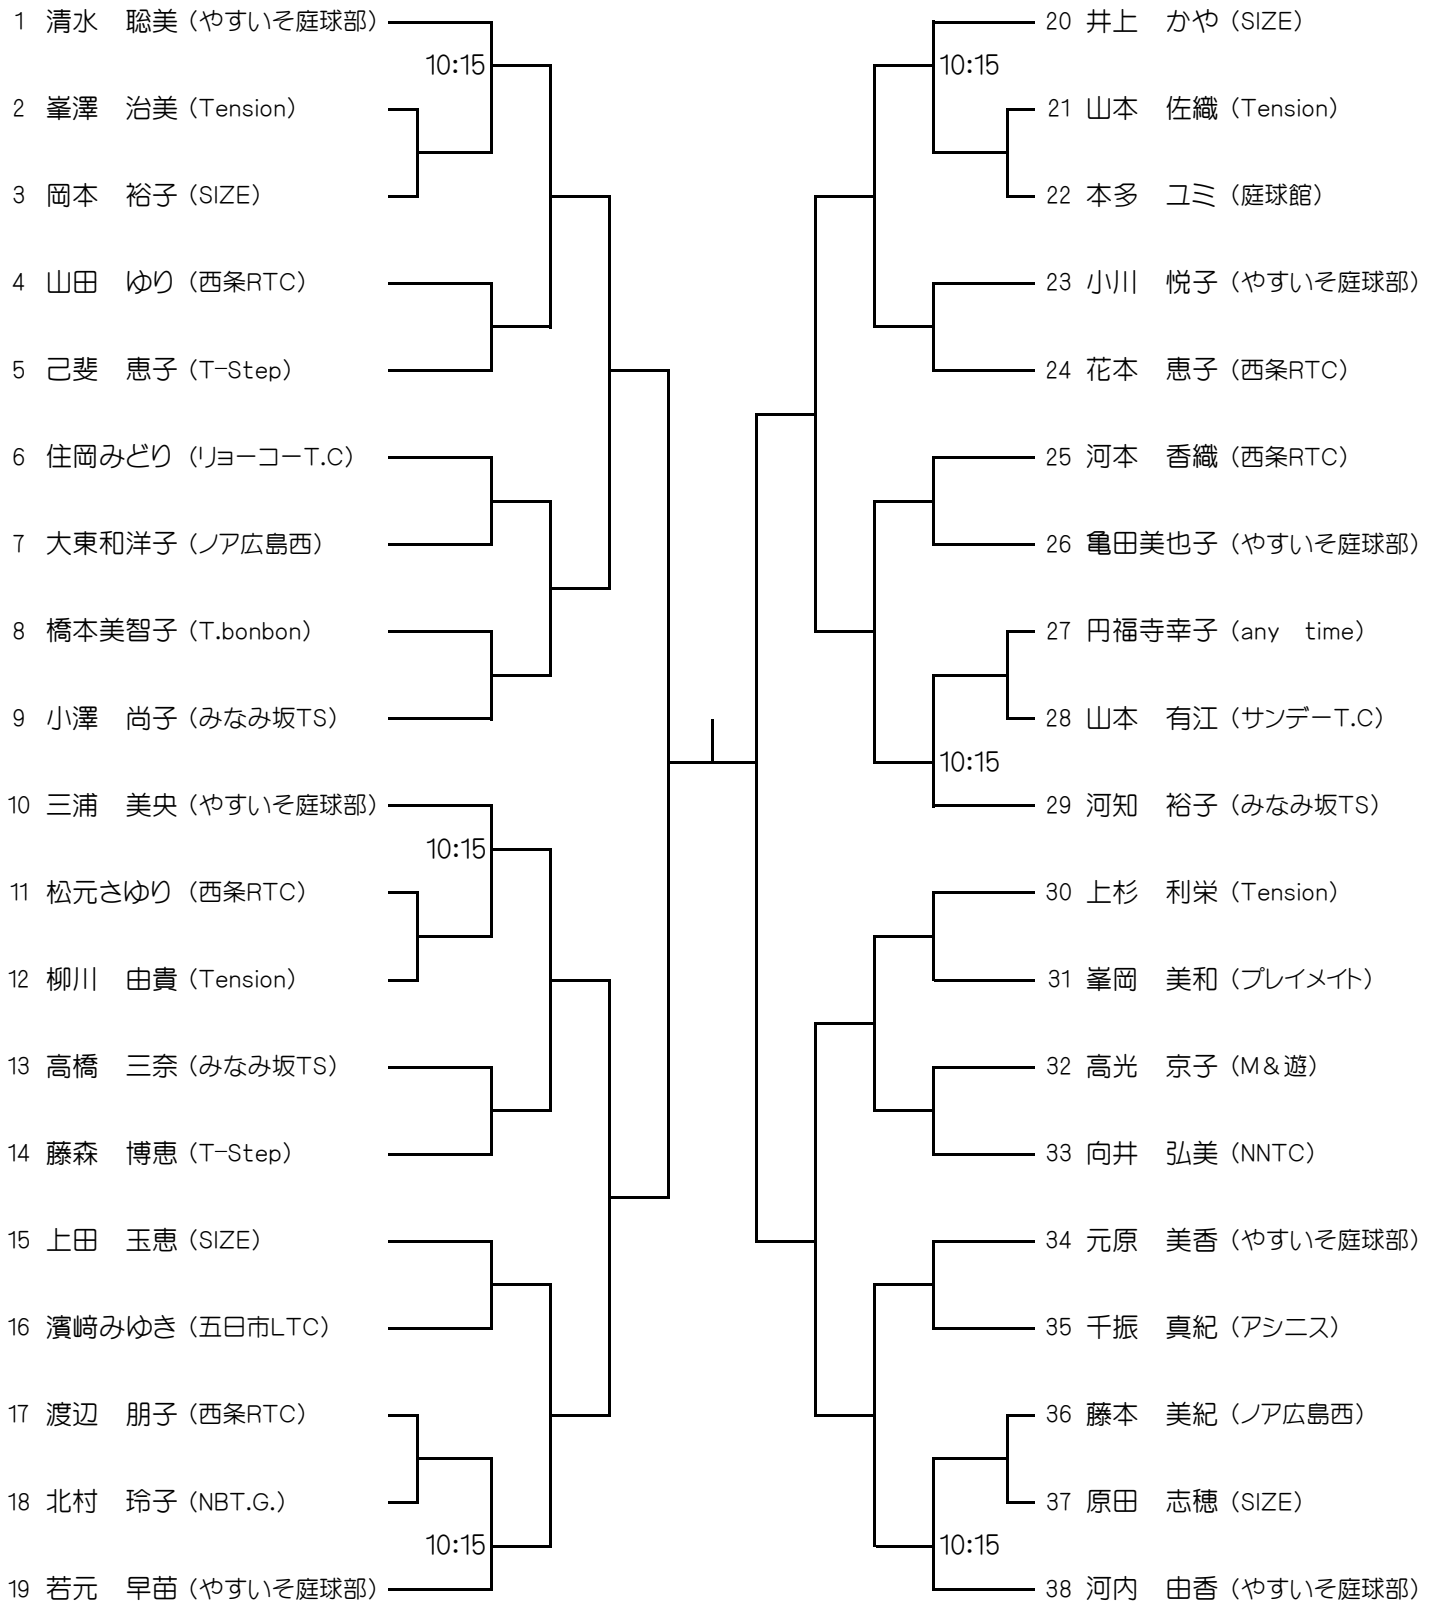 1 清水　聡美 (やすいそ庭球部)
10:15
2 峯澤　治美 (Tension)
3 岡本　裕子 (SIZE)
4 山田　ゆり (西条RTC)
5 己斐　恵子 (T-Step)
6 住岡みどり (リョーコーT.C)
7 大東和洋子 (ノア広島西)
8 橋本美智子 (T.bonbon)
9 小澤　尚子 (みなみ坂TS)
10 三浦　美央 (やすいそ庭球部)
10:15
11 松元さゆり (西条RTC)
12 柳川　由貴 (Tension)
13 高橋　三奈 (みなみ坂TS)
14 藤森　博恵 (T-Step)
15 上田　玉恵 (SIZE)
16 濱﨑みゆき (五日市LTC)
17 渡辺　朋子 (西条RTC)
18 北村　玲子 (NBT.G.)
10:15
19 若元　早苗 (やすいそ庭球部)
20 井上　かや (SIZE)
10:15
21 山本　佐織 (Tension)
22 本多　ユミ (庭球館)
23 小川　悦子 (やすいそ庭球部)
24 花本　恵子 (西条RTC)
25 河本　香織 (西条RTC)
26 亀田美也子 (やすいそ庭球部)
27 円福寺幸子 (any　time)
28 山本　有江 (サンデーT.C)
10:15
29 河知　裕子 (みなみ坂TS)
30 上杉　利栄 (Tension)
31 峯岡　美和 (プレイメイト)
32 高光　京子 (M＆遊)
33 向井　弘美 (NNTC)
34 元原　美香 (やすいそ庭球部)
35 千振　真紀 (アシニス)
36 藤本　美紀 (ノア広島西)
37 原田　志穂 (SIZE)
10:15
38 河内　由香 (やすいそ庭球部)